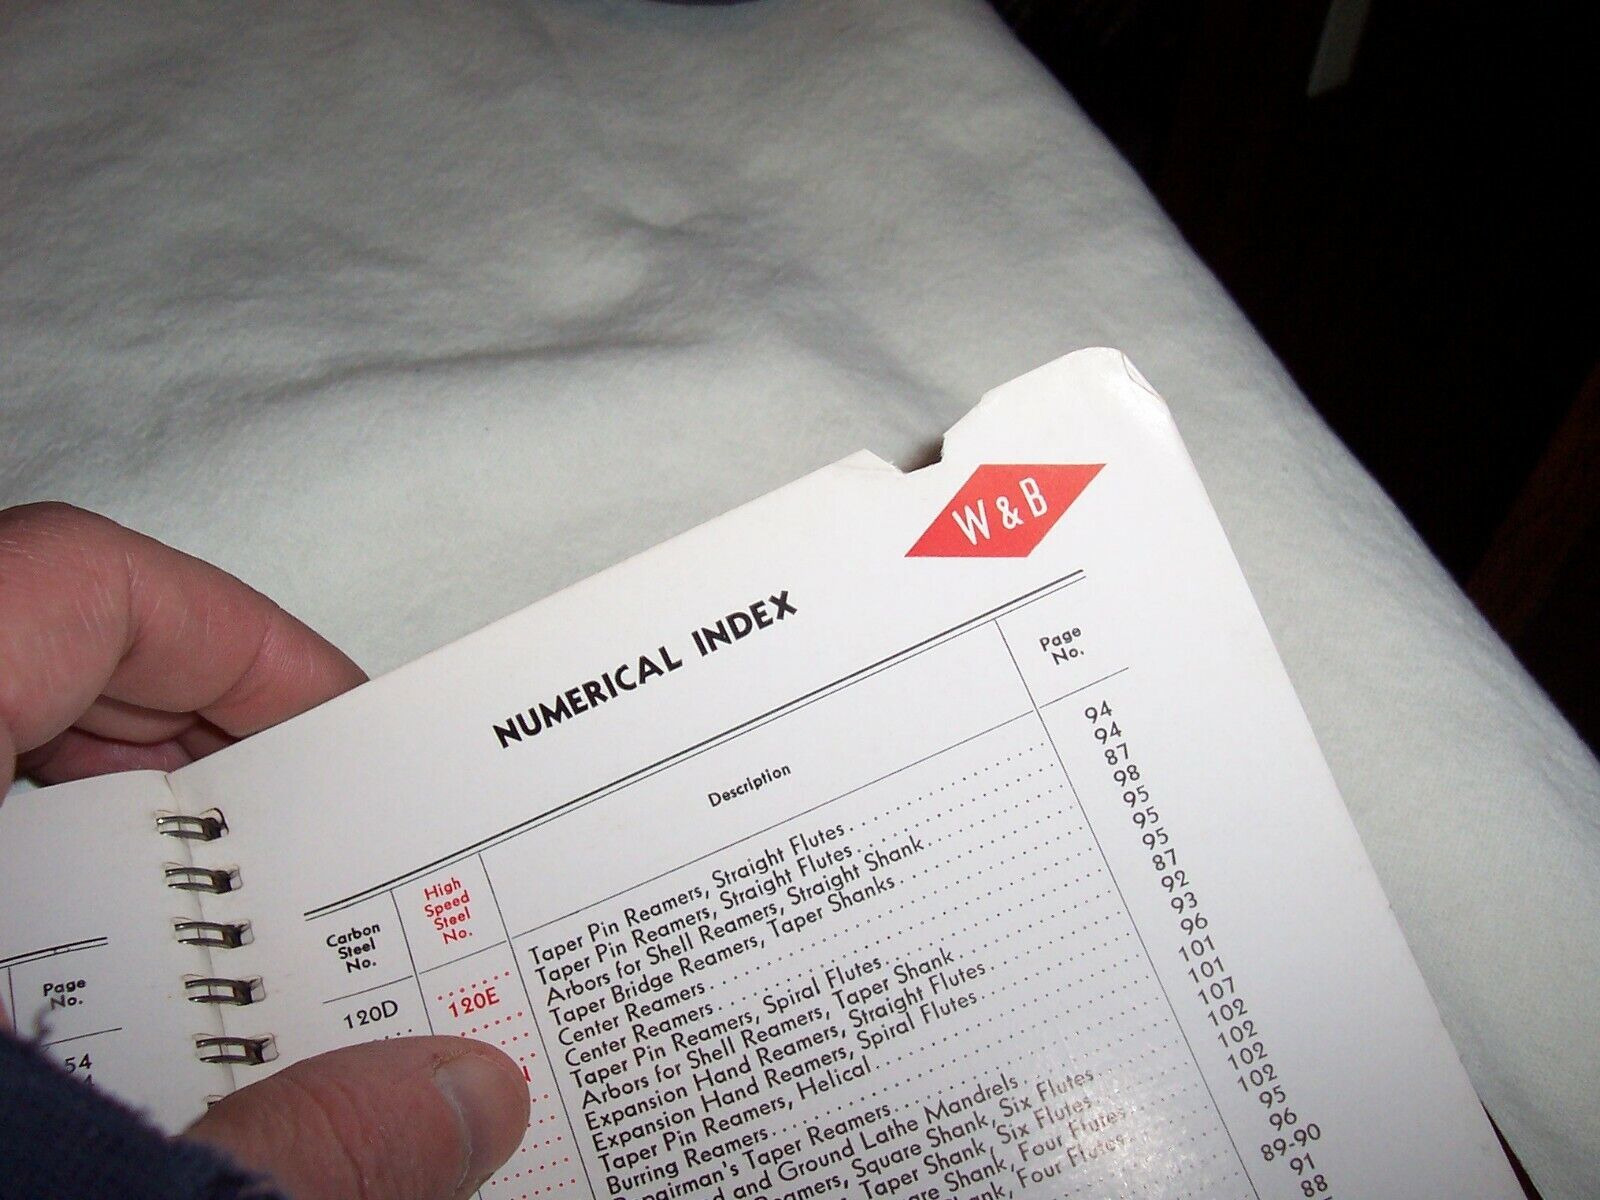 W & B
NUMERICAL INDEX
Carbon
Steel
No.
High
Speed
Steel
No.
Description
Page
No.
120D
120E
Taper Pin Reamers, Straight Flutes
Taper Pin Reamers, Straight Flutes
Arbors for Shell Reamers, Straight Shank
Taper Bridge Reamers, Taper Shanks
Center Reamers
Center Reamers
Taper Pin Reamers, Spiral Flutes
Arbors for Shell Reamers, Taper Shank
Expansion Hand Reamers, Straight Flutes
Expansion Hand Reamers, Spiral Flutes
Taper Pin Reamers, Helical
Burring Reamers
Repairman's Taper Reamers
and Ground Lathe Mandrels
Reamers, Square Shank, Six Flutes
Taper Shank, Six Flutes
Square Shank, Four Flutes
Shank, Four Flutes
94
94
87
98
95
95
95
87
92
93
96
101
101
107
102
102
102
102
95
96
89-90
91
88
Page
No.
54